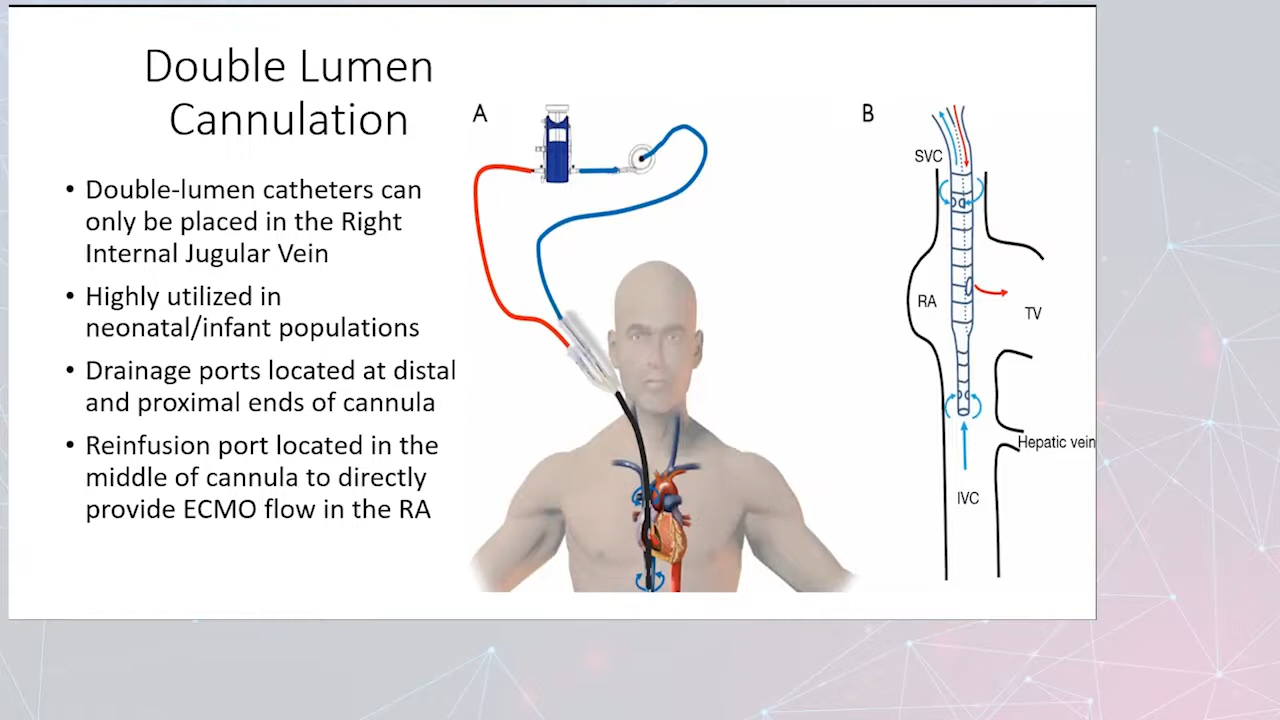 Double Lumen
Cannulation
• Double-lumen catheters can
only be placed in the Right
Internal Jugular Vein
• Highly utilized in
neonatal/infant populations
• Drainage ports located at distal
and proximal ends of cannula
• Reinfusion port located in the
middle of cannula to directly
provide ECMO flow in the RA
A
B
SVC
RA
TV
Hepatic vein
IVC